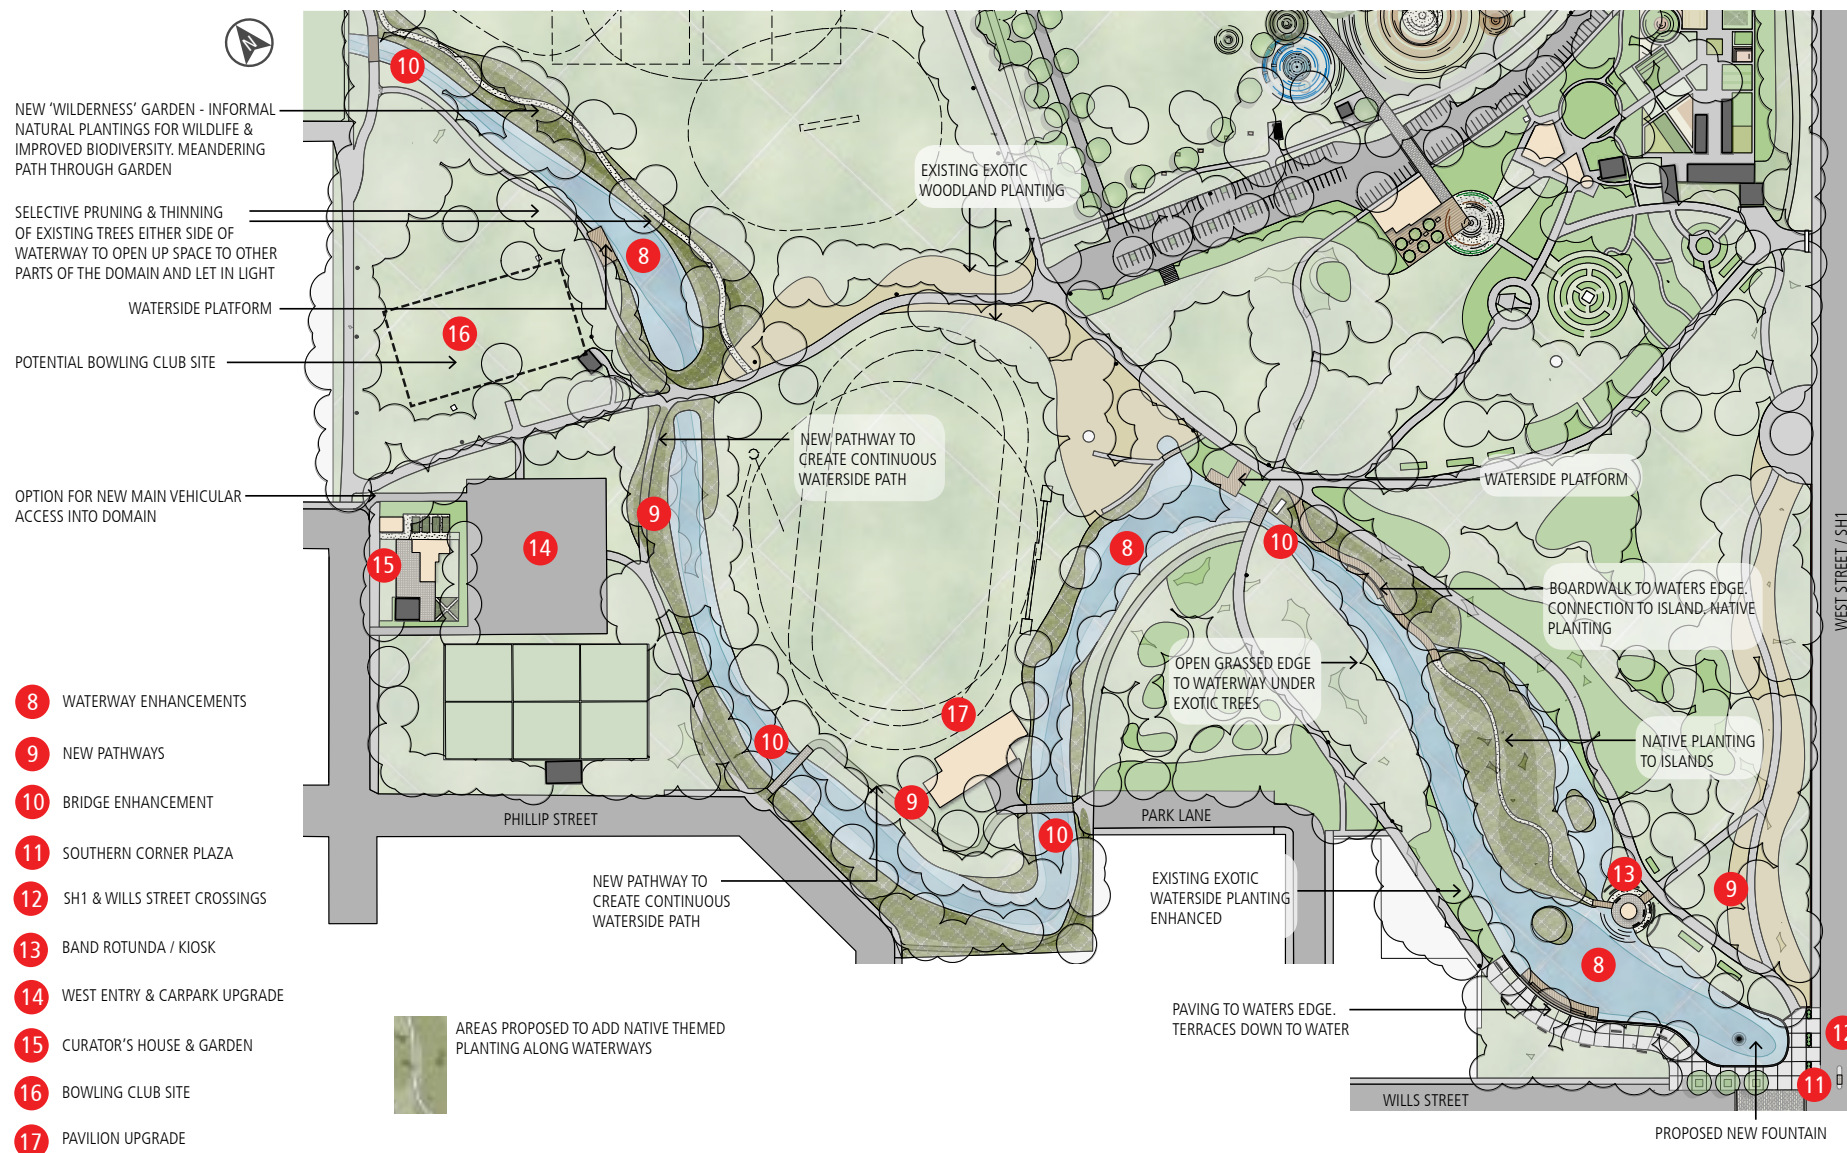 N
NEW ‘WILDERNESS’ GARDEN - INFORMAL
NATURAL PLANTINGS FOR WILDLIFE &
IMPROVED BIODIVERSITY. MEANDERING
PATH THROUGH GARDEN
SELECTIVE PRUNING & THINNING
OF EXISTING TREES EITHER SIDE OF
WATERWAY TO OPEN UP SPACE TO OTHER
PARTS OF THE DOMAIN AND LET IN LIGHT
WATERSIDE PLATFORM
POTENTIAL BOWLING CLUB SITE
OPTION FOR NEW MAIN VEHICULAR
ACCESS INTO DOMAIN
8 WATERWAY ENHANCEMENTS
9 NEW PATHWAYS
10 BRIDGE ENHANCEMENT
11 SOUTHERN CORNER PLAZA
12 SH1 & WILLS STREET CROSSINGS
13 BAND ROTUNDA / KIOSK
14 WEST ENTRY & CARPARK UPGRADE
15 CURATOR'S HOUSE & GARDEN
16 BOWLING CLUB SITE
17 PAVILION UPGRADE
10
8
16
9
14
15
EXISTING EXOTIC
WOODLAND PLANTING
NEW PATHWAY TO
CREATE CONTINUOUS
WATERSIDE PATH
WATERSIDE PLATFORM
8
10
BOARDWALK TO WATERS EDGE.
CONNECTION TO ISLAND. NATIVE
PLANTING
WEST STREET / SH1
OPEN GRASSED EDGE
TO WATERWAY UNDER
EXOTIC TREES
17
10
NATIVE PLANTING
TO ISLANDS
9
10
PHILLIP STREET
PARK LANE
NEW PATHWAY TO
CREATE CONTINUOUS
WATERSIDE PATH
EXISTING EXOTIC
WATERSIDE PLANTING
ENHANCED
13
9
8
PAVING TO WATERS EDGE.
TERRACES DOWN TO WATER
AREAS PROPOSED TO ADD NATIVE THEMED
PLANTING ALONG WATERWAYS
12
11
WILLS STREET
PROPOSED NEW FOUNTAIN